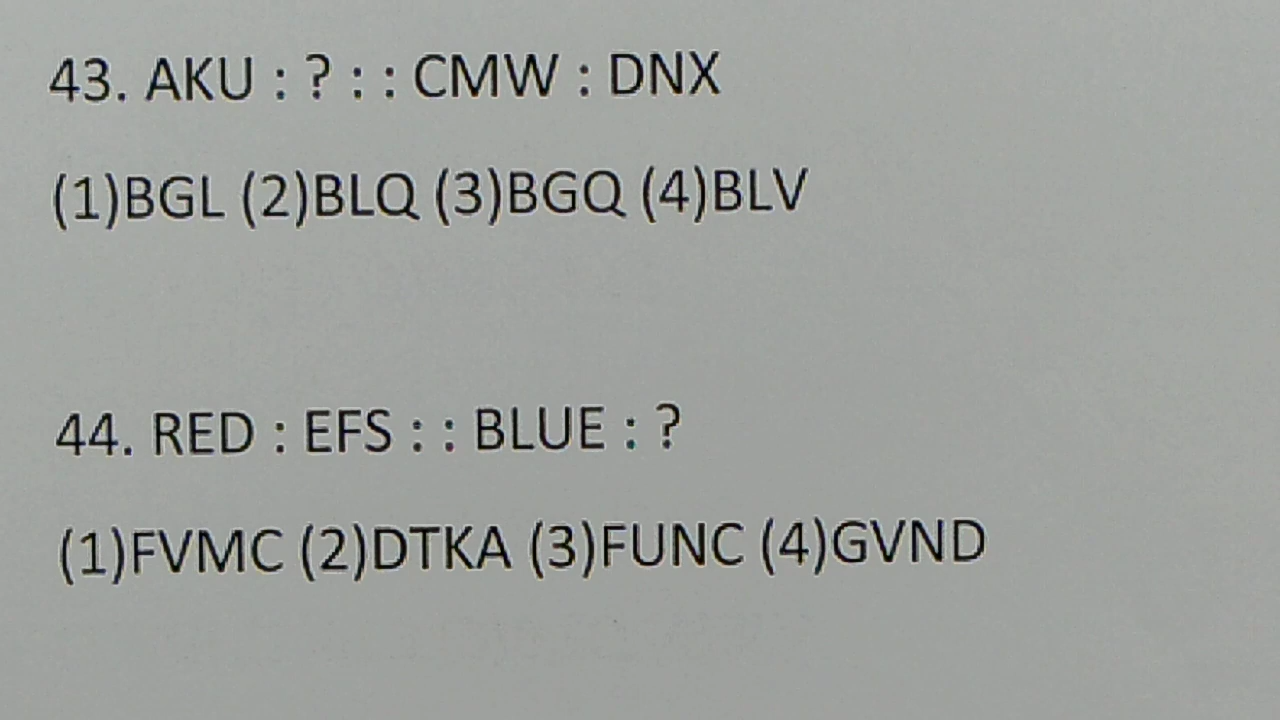 43. AKU : ? : : CMW : DNX
(1)BGL (2)BLQ (3)BGQ (4)BLV
44. RED : EFS : : BLUE : ?
(1)FVMC (2)DTKA (3)FUNC (4)GVND